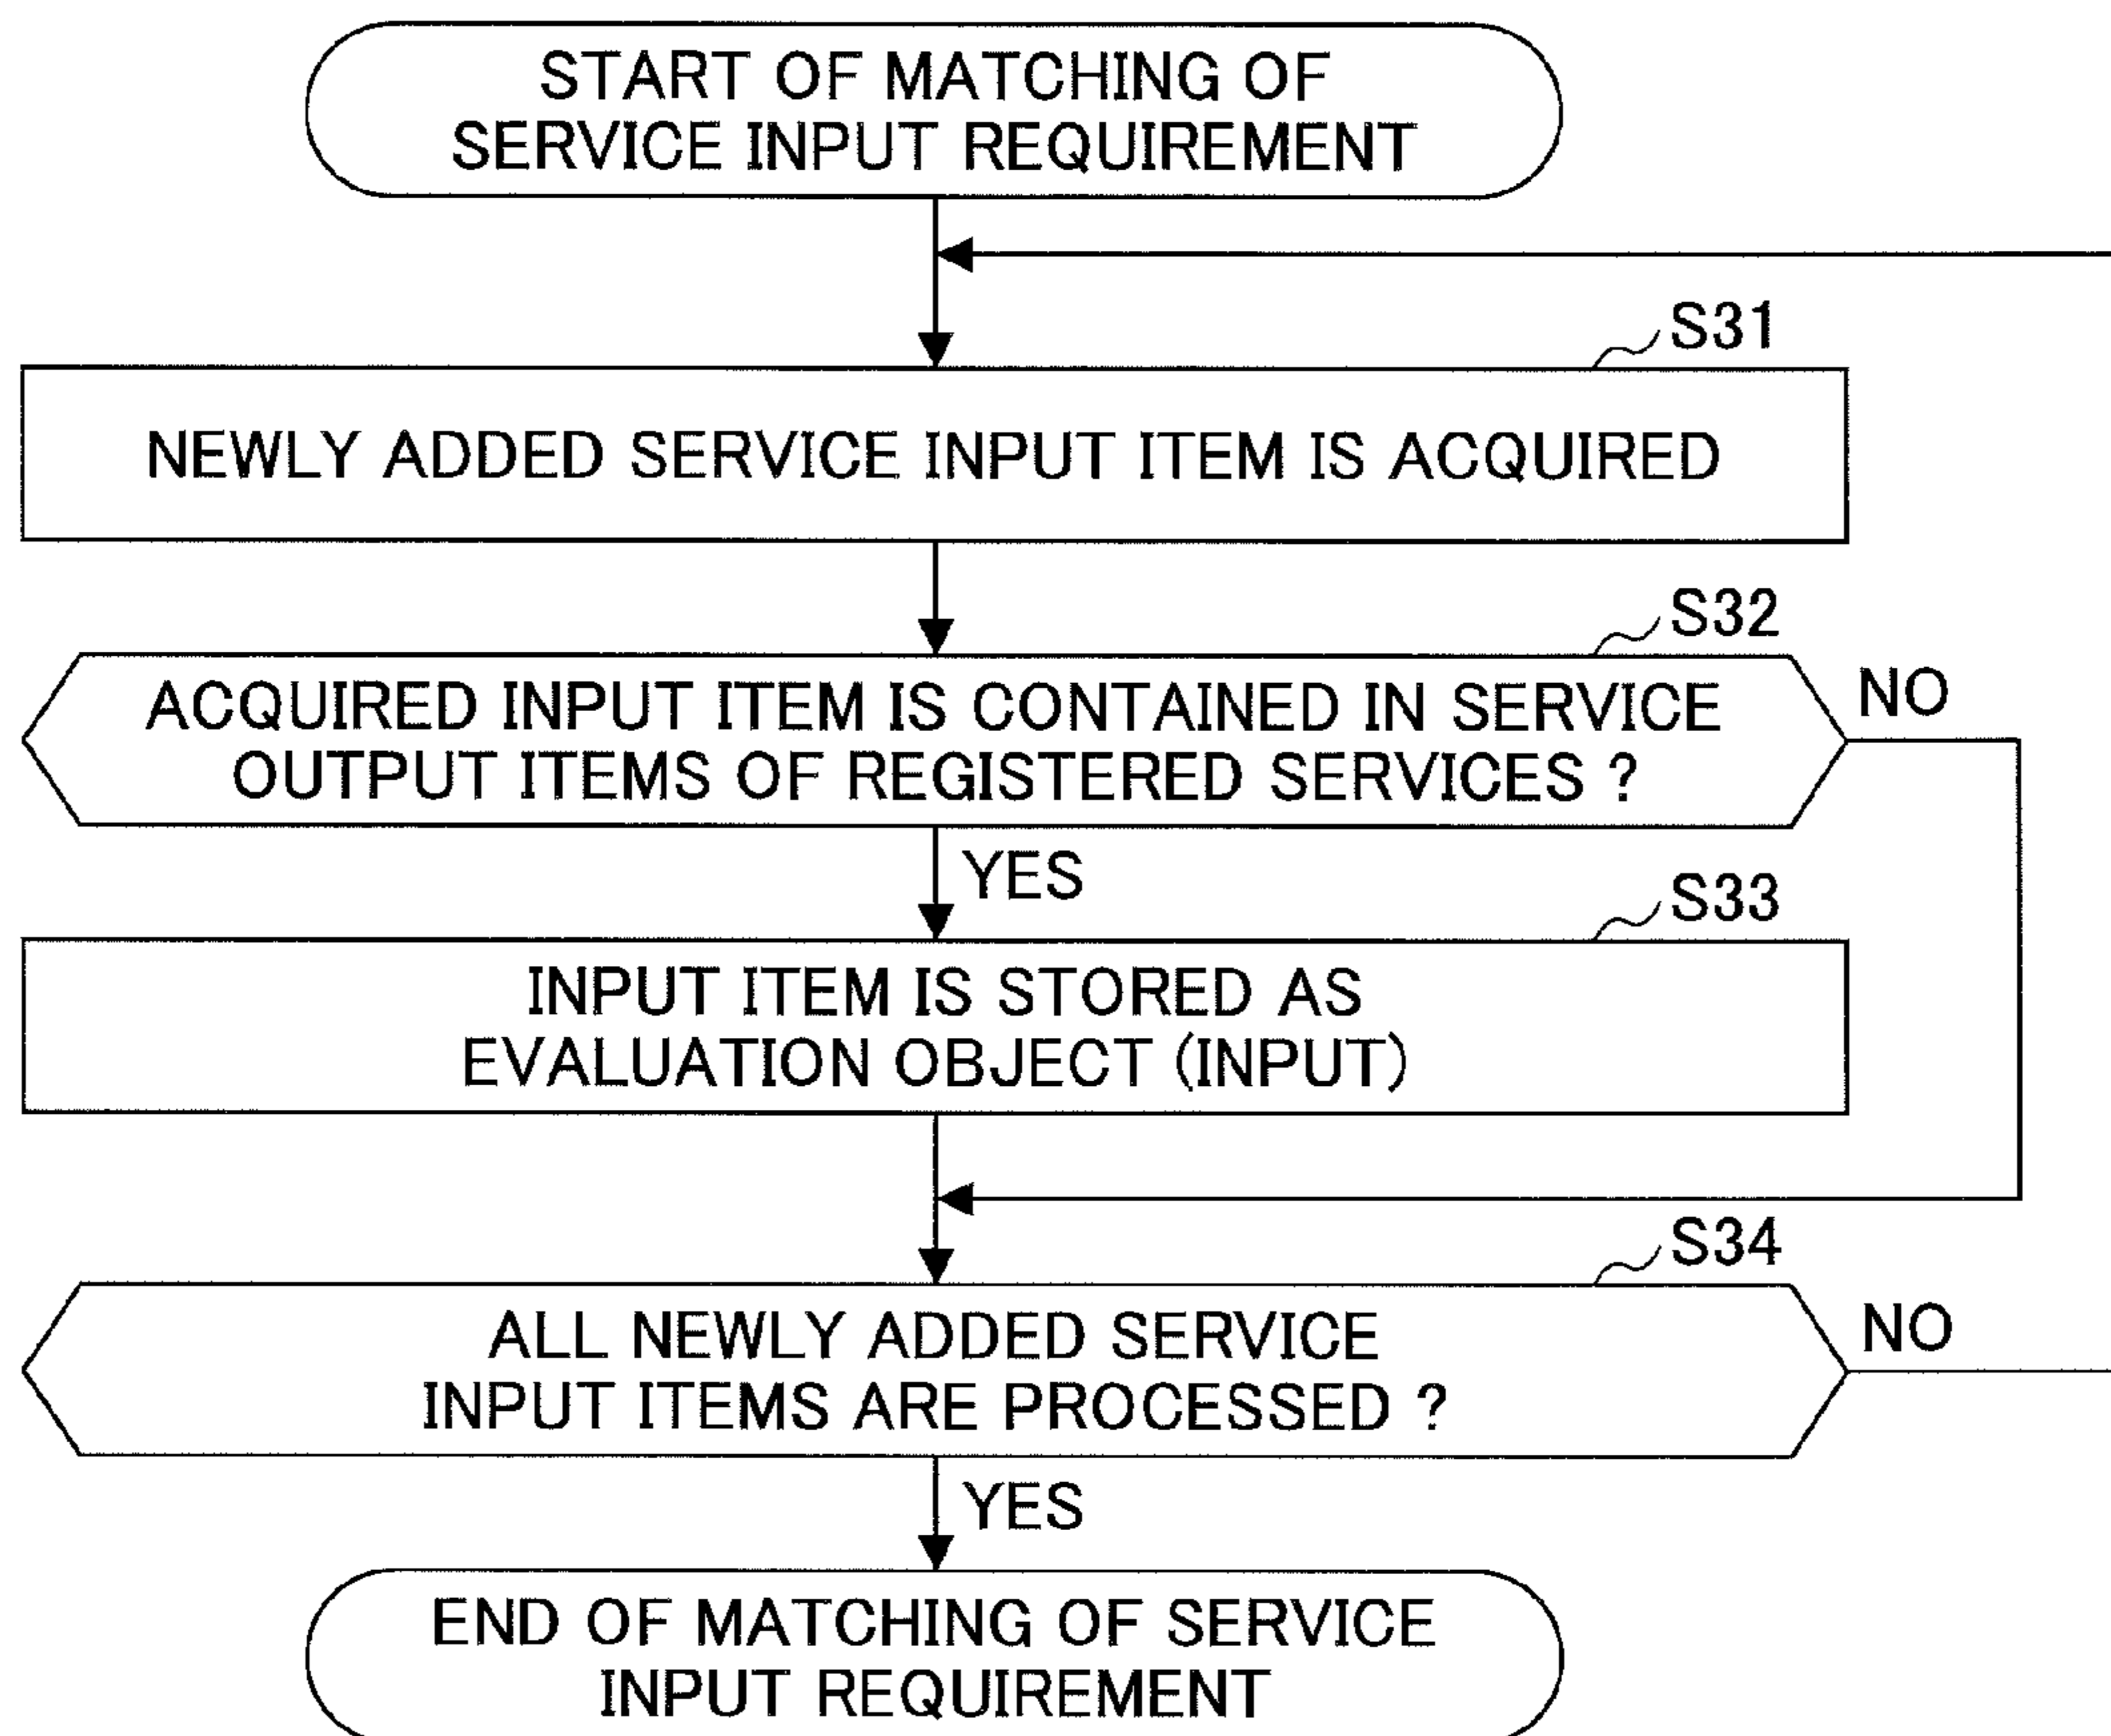 START OF MATCHING OF
SERVICE INPUT REQUIREMENT
S31
NEWLY ADDED SERVICE INPUT ITEM IS ACQUIRED
S32
ACQUIRED INPUT ITEM IS CONTAINED IN SERVICE
OUTPUT ITEMS OF REGISTERED SERVICES ?
NO
YES
S33
INPUT ITEM IS STORED AS
EVALUATION OBJECT (INPUT)
S34
ALL NEWLY ADDED SERVICE
INPUT ITEMS ARE PROCESSED ?
NO
YES
END OF MATCHING OF SERVICE
INPUT REQUIREMENT